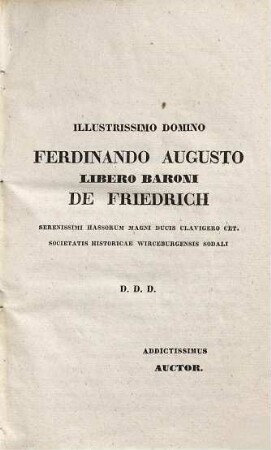 ILLUSTRISSIMO DOMINO
FERDINANDO AUGUSTO
LIBERO BARONI
DE FRIEDRICH
SERENISSIMI HASSORUM MAGNI DUCIS CLAVIGERO CET.
SOCIETATIS HISTORICAE WIRCEBURGENSIS SODALI
D. D. D.
ADDICTISSIMUS
AUCTOR.